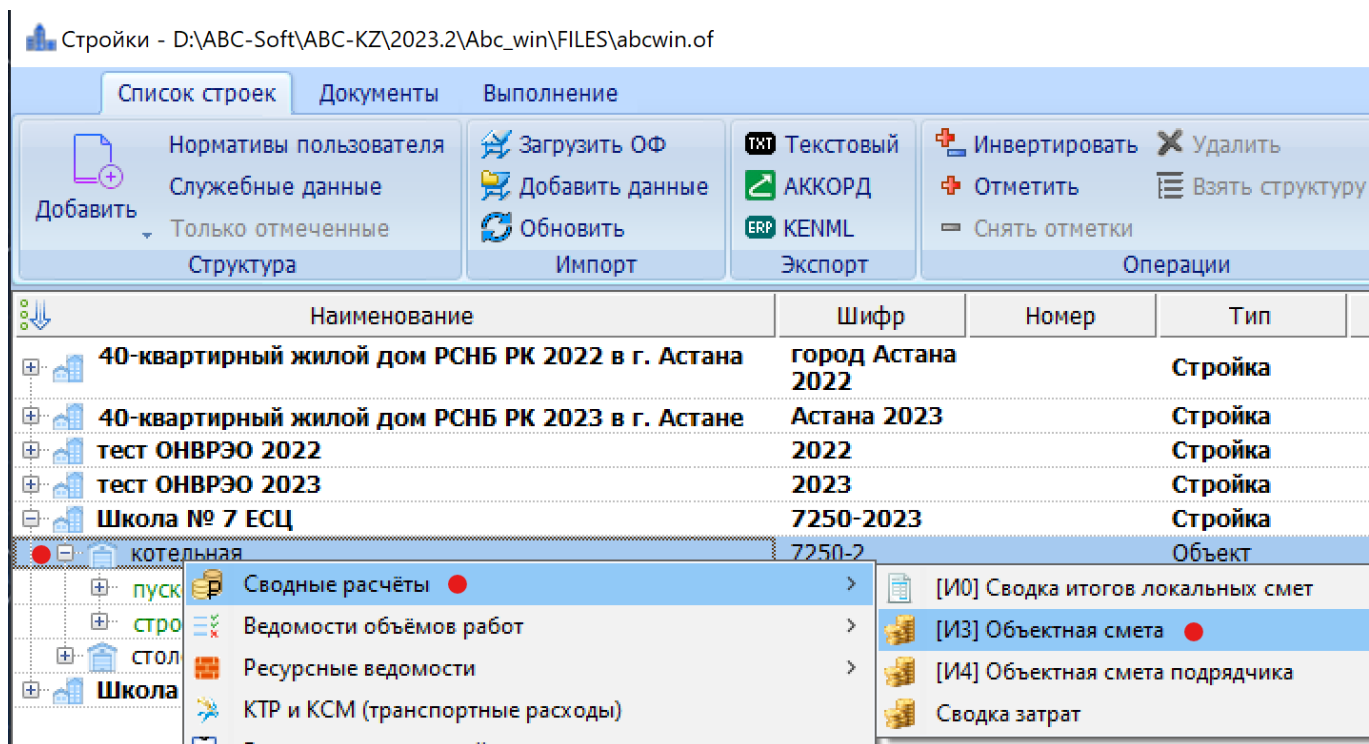 Стройки - D:\ABC-Soft\ABC-KZ\2023.2\Abc_win\FILES\abcwin.of
Список строек Документы Выполнение
Добавить
Нормативы пользователя
Служебные данные
Только отмеченные
Структура
Загрузить ОФ
Добавить данные
Обновить
Импорт
TXT Текстовый
АККОРД
ERP KENML
Экспорт
Инвертировать Удалить
Отметить Взять структуру
Снять отметки
Операции
Наименование Шифр Номер Тип
40-квартирный жилой дом РСНБ РК 2022 в г. Астана город Астана 2022 Стройка
40-квартирный жилой дом РСНБ РК 2023 в г. Астане Астана 2023 Стройка
тест ОНВРЭО 2022 2022 Стройка
тест ОНВРЭО 2023 2023 Стройка
Школа № 7 ЕСЦ 7250-2023 Стройка
котельная 7250-2 Объект
пуск
стро
стол
Школа
Сводные расчёты
Ведомости объёмов работ
Ресурсные ведомости
КТР и КСМ (транспортные расходы)
[И0] Сводка итогов локальных смет
[И3] Объектная смета
[И4] Объектная смета подрядчика
Сводка затрат